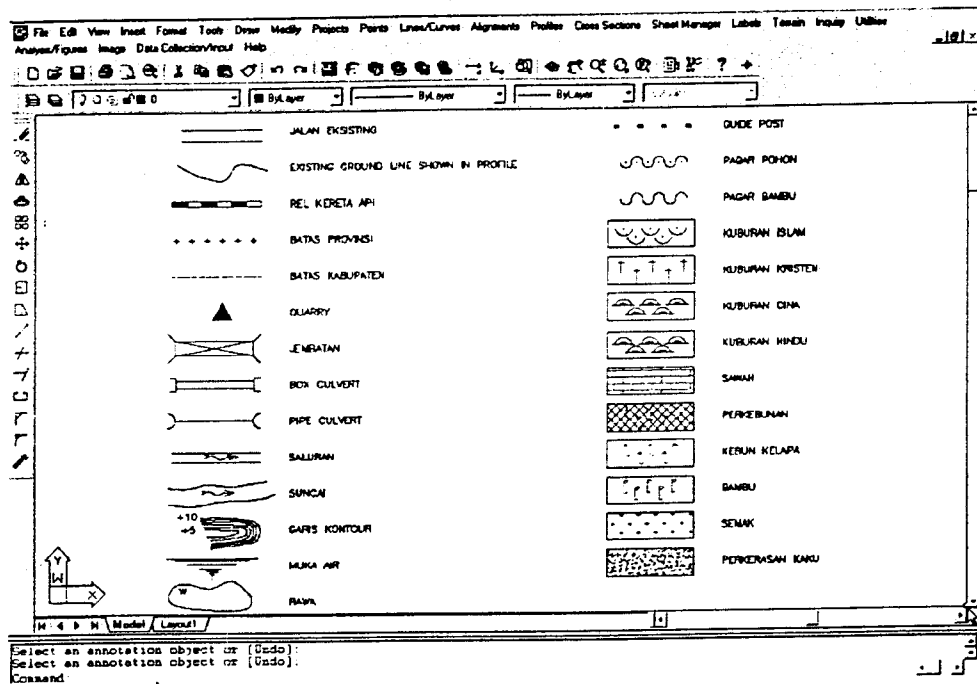 File Edit View Insert Format Tools Draw Modify Projects Points Lines/Curves Alignments Profiles Cross Sections Sheet Manager Labels Terrain Inquiry Utilities
Analysis/Figures Image Data Collection/Input Help
0 ByLayer ByLayer ByLayer
JALAN EKSISTING
EXISTING GROUND LINE SHOWN IN PROFILE
REL KERETA API
BATAS PROVINSI
BATAS KABUPATEN
QUARRY
JEMBATAN
BOX CULVERT
PIPE CULVERT
SALURAN
SUNGAI
+10
+5
GARIS KONTOUR
MUKA AIR
W
RAWA
GUIDE POST
PAGAR POHON
PAGAR BAMBU
KUBURAN ISLAM
KUBURAN KRISTEN
KUBURAN CINA
KUBURAN HINDU
SAWAH
PERKEBUNAN
KEBUN KELAPA
BAMBU
SEMAK
PERKERASAN KAKU
Y
W
X
Model Layout1
Select an annotation object or [Undo]:
Select an annotation object or [Undo]:
Command